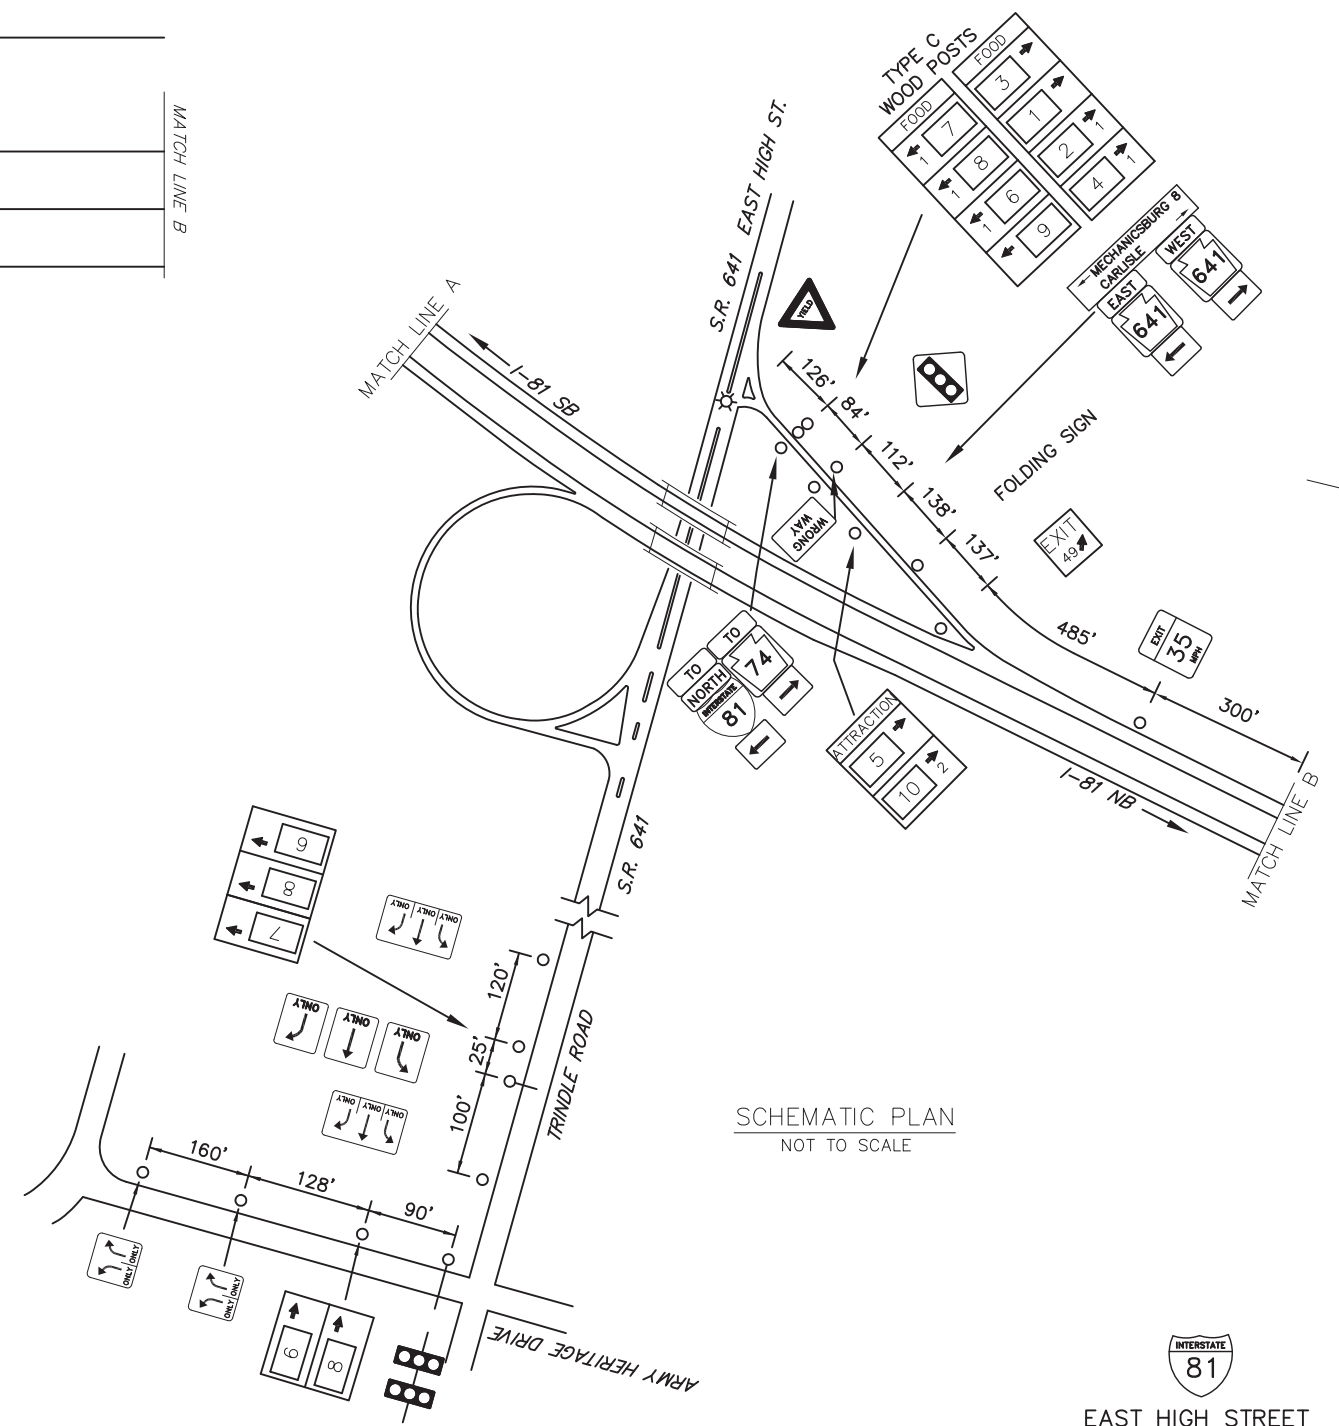 MATCH LINE B
MATCH LINE A
I-81 SB
S.R. 641
EAST HIGH ST.
YIELD
TYPE C
WOOD POSTS
FOOD
3
1
2
1
4
1
FOOD
7
1
8
1
6
1
9
MECHANICSBURG 8
CARLISLE
EAST
641
WEST
641
126'
84'
112'
138'
137'
485'
300'
FOLDING SIGN
EXIT
49
EXIT
35
MPH
WRONG
WAY
TO
NORTH
INTERSTATE
81
TO
74
ATTRACTION
5
10
2
I-81 NB
MATCH LINE B
S.R. 641
6
8
7
ONLY ONLY ONLY
ONLY
ONLY
ONLY
ONLY ONLY ONLY
120'
25'
100'
TRINDLE ROAD
160'
128'
90'
ONLY ONLY
ONLY ONLY
6
8
ARMY HERITAGE DRIVE
SCHEMATIC PLAN
NOT TO SCALE
INTERSTATE
81
EAST HIGH STREET